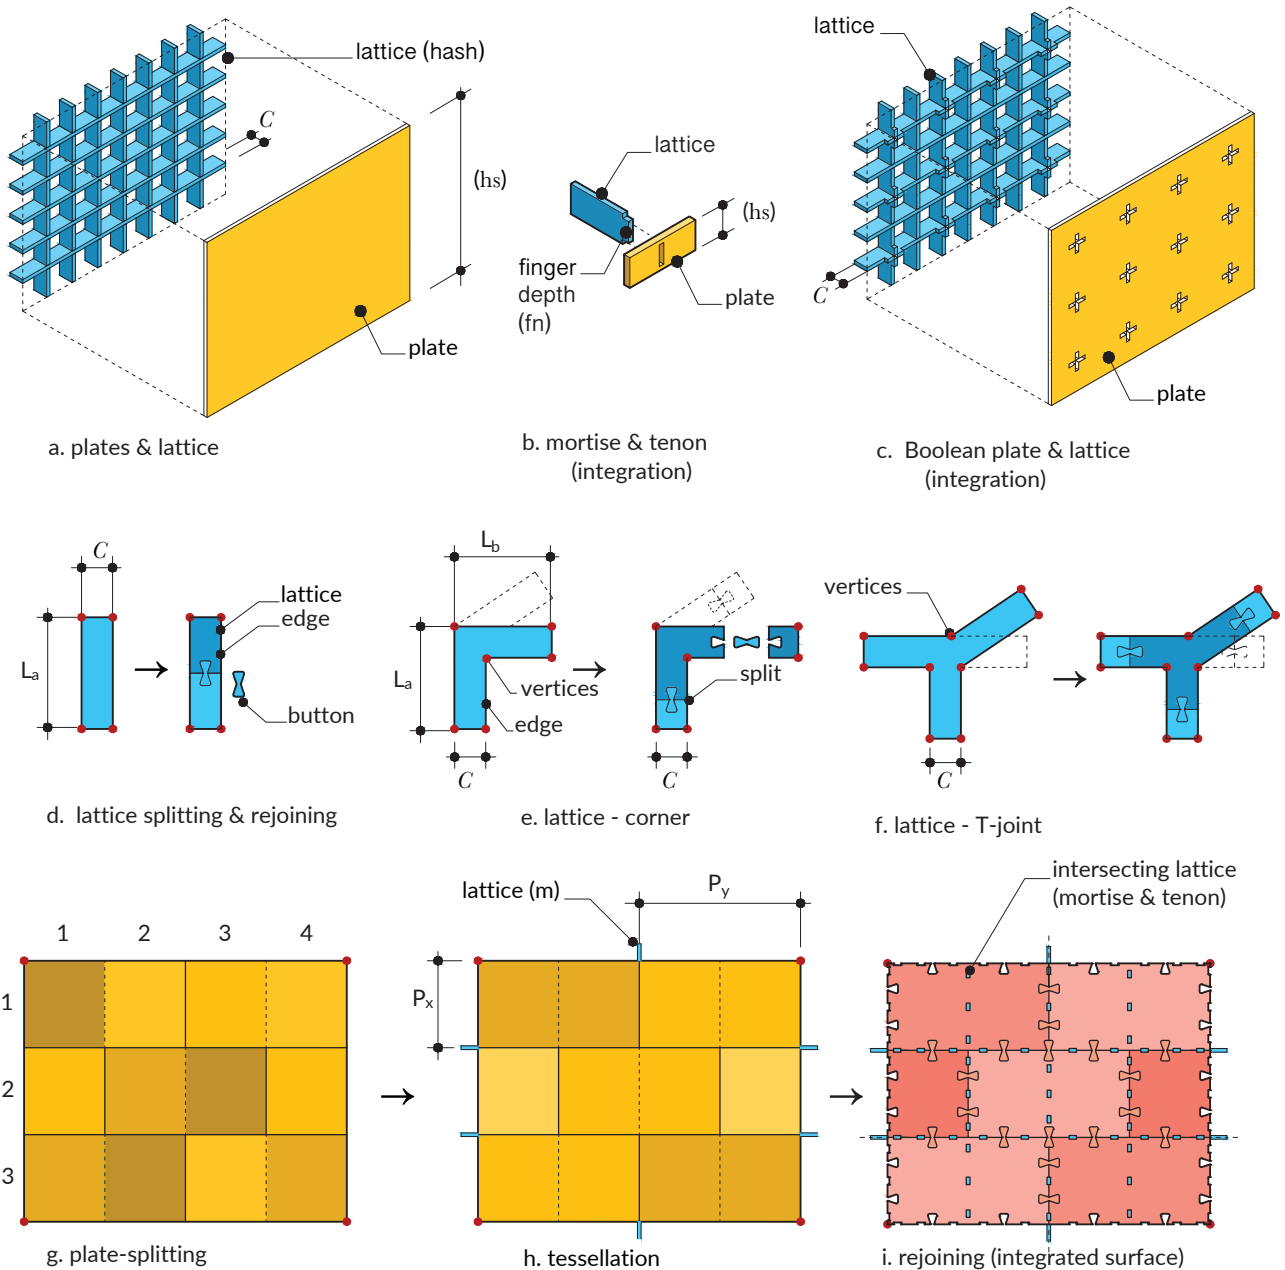 lattice (hash)
C
(hs)
plate
a. plates & lattice
lattice
(hs)
finger
depth
(fn)
plate
b. mortise & tenon
(integration)
lattice
C
plate
c. Boolean plate & lattice
(integration)
C
lattice
edge
La
button
d. lattice splitting & rejoining
Lb
La
vertices
edge
C
split
C
e. lattice - corner
vertices
C
f. lattice - T-joint
1 2 3 4
1
2
3
g. plate-splitting
lattice (m)
Py
Px
h. tessellation
intersecting lattice
(mortise & tenon)
i. rejoining (integrated surface)